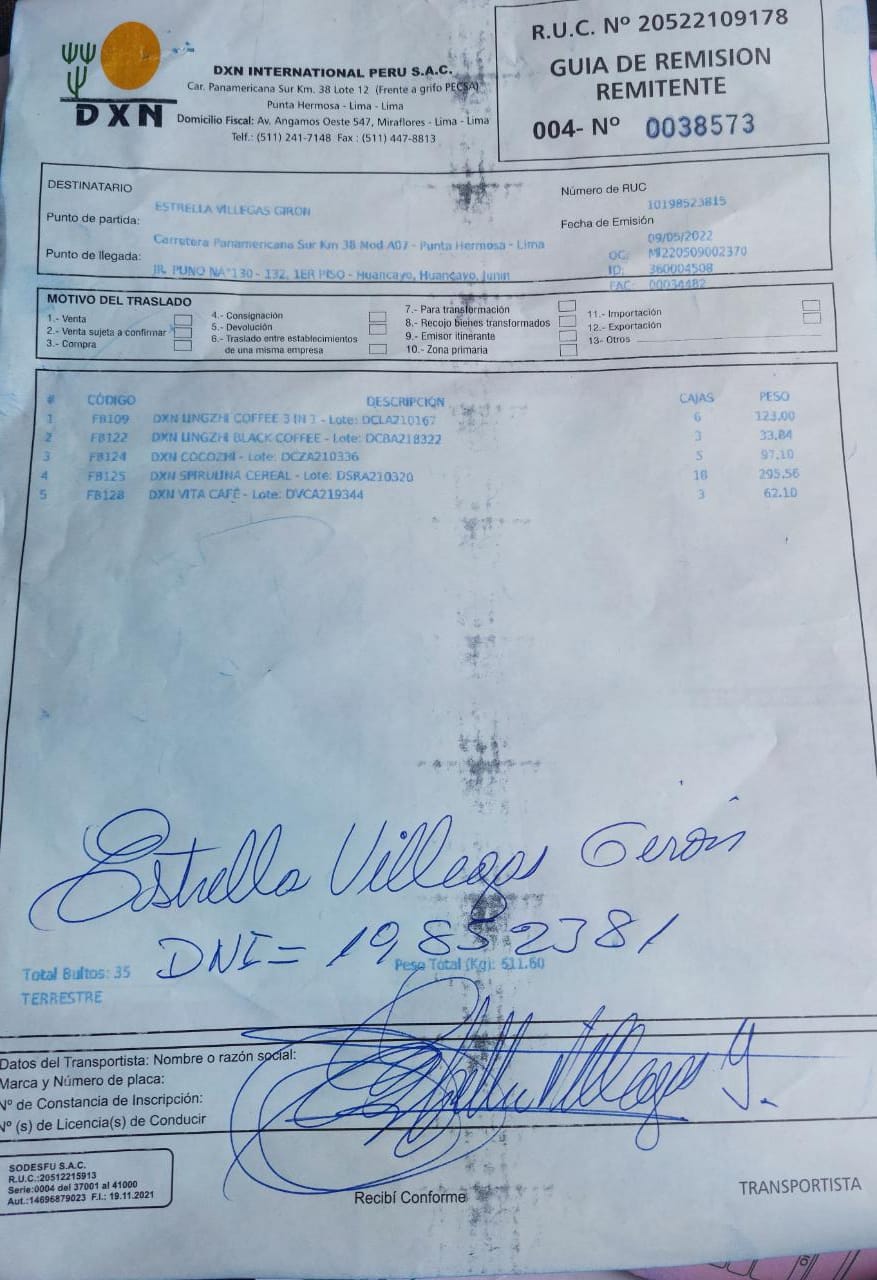 DXN
DXN INTERNATIONAL PERU S.A.C.
Car. Panamericana Sur Km. 38 Lote 12 (Frente a grifo PECSA)
Punta Hermosa - Lima - Lima
Domicilio Fiscal: Av. Angamos Oeste 547, Miraflores - Lima - Lima
Telf.: (511) 241-7148 Fax : (511) 447-8813
R.U.C. Nº 20522109178
GUIA DE REMISION
REMITENTE
004- Nº 0038573
DESTINATARIO
ESTRELLA VILLEGAS GIRON
Número de RUC
10198523815
Punto de partida:
Carretera Panamericana Sur Km 38 Mod A07 - Punta Hermosa - Lima
Fecha de Emisión
09/05/2022
Punto de llegada:
JR. PUNO N° 130 - 132, 1ER PISO - Huancayo, Huancayo, Junin
OC: MI220509002370
ID: 360004508
FAC: 00034482
MOTIVO DEL TRASLADO
1.- Venta
2.- Venta sujeta a confirmar
3.- Compra
4.- Consignación
5.- Devolución
6.- Traslado entre establecimientos
de una misma empresa
7.- Para transformación
8.- Recojo bienes transformados
9.- Emisor itinerante
10.- Zona primaria
11.- Importación
12.- Exportación
13- Otros
# CÓDIGO DESCRIPCIÓN CAJAS PESO
1 FB109 DXN LINGZHI COFFEE 3 IN 1 - Lote: DCLA210167 6 123.00
2 FB122 DXN LINGZHI BLACK COFFEE - Lote: DCBA218322 3 33.84
3 FB124 DXN COCOZHI - Lote: DCZA210336 5 97.10
4 FB125 DXN SPIRULINA CEREAL - Lote: DSRA210320 18 295.56
5 FB128 DXN VITA CAFÉ - Lote: DVCA219344 3 62.10
Estrella Villegas Girón
DNI = 19852381
Total Bultos: 35
Peso Total (Kg): 611.60
TERRESTRE
Datos del Transportista: Nombre o razón social:
Marca y Número de placa:
Nº de Constancia de Inscripción:
Nº (s) de Licencia(s) de Conducir
Estrella Villegas G.
SODESFU S.A.C.
R.U.C.:20512215913
Serie:0004 del 37001 al 41000
Aut.:14696879023 F.I.: 19.11.2021
Recibí Conforme
TRANSPORTISTA